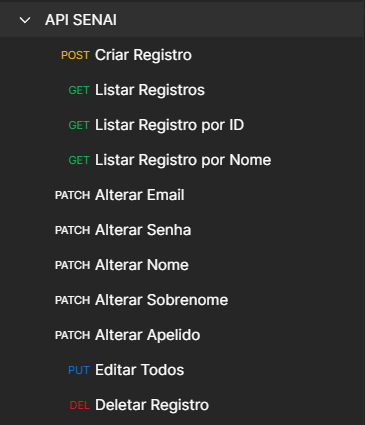 API SENAI
POST Criar Registro
GET Listar Registros
GET Listar Registro por ID
GET Listar Registro por Nome
PATCH Alterar Email
PATCH Alterar Senha
PATCH Alterar Nome
PATCH Alterar Sobrenome
PATCH Alterar Apelido
PUT Editar Todos
DEL Deletar Registro